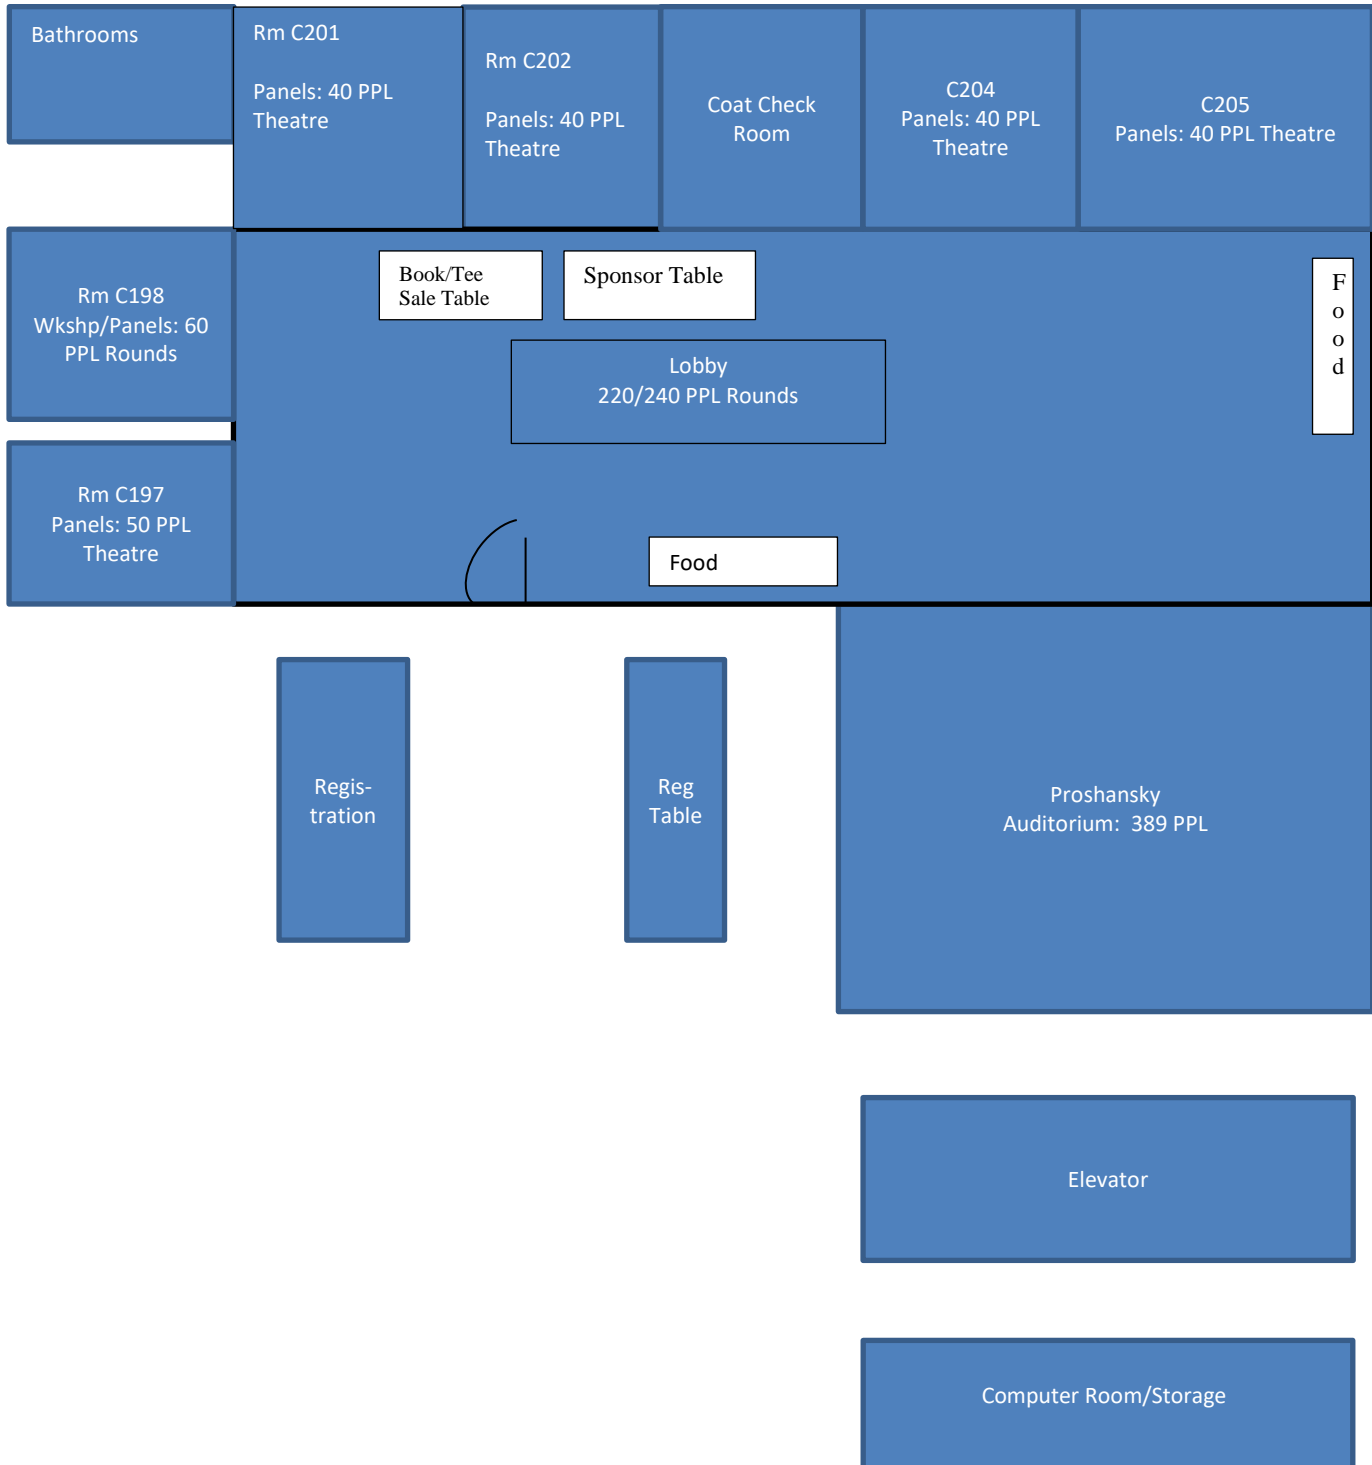 Bathrooms
Rm C201
Panels: 40 PPL
Theatre
Rm C202
Panels: 40 PPL
Theatre
Coat Check
Room
C204
Panels: 40 PPL
Theatre
C205
Panels: 40 PPL Theatre
Rm C198
Wkshp/Panels: 60
PPL Rounds
Book/Tee
Sale Table
Sponsor Table
F
o
o
d
Lobby
220/240 PPL Rounds
Rm C197
Panels: 50 PPL
Theatre
Food
Regis-
tration
Reg
Table
Proshansky
Auditorium:  389 PPL
Elevator
Computer Room/Storage